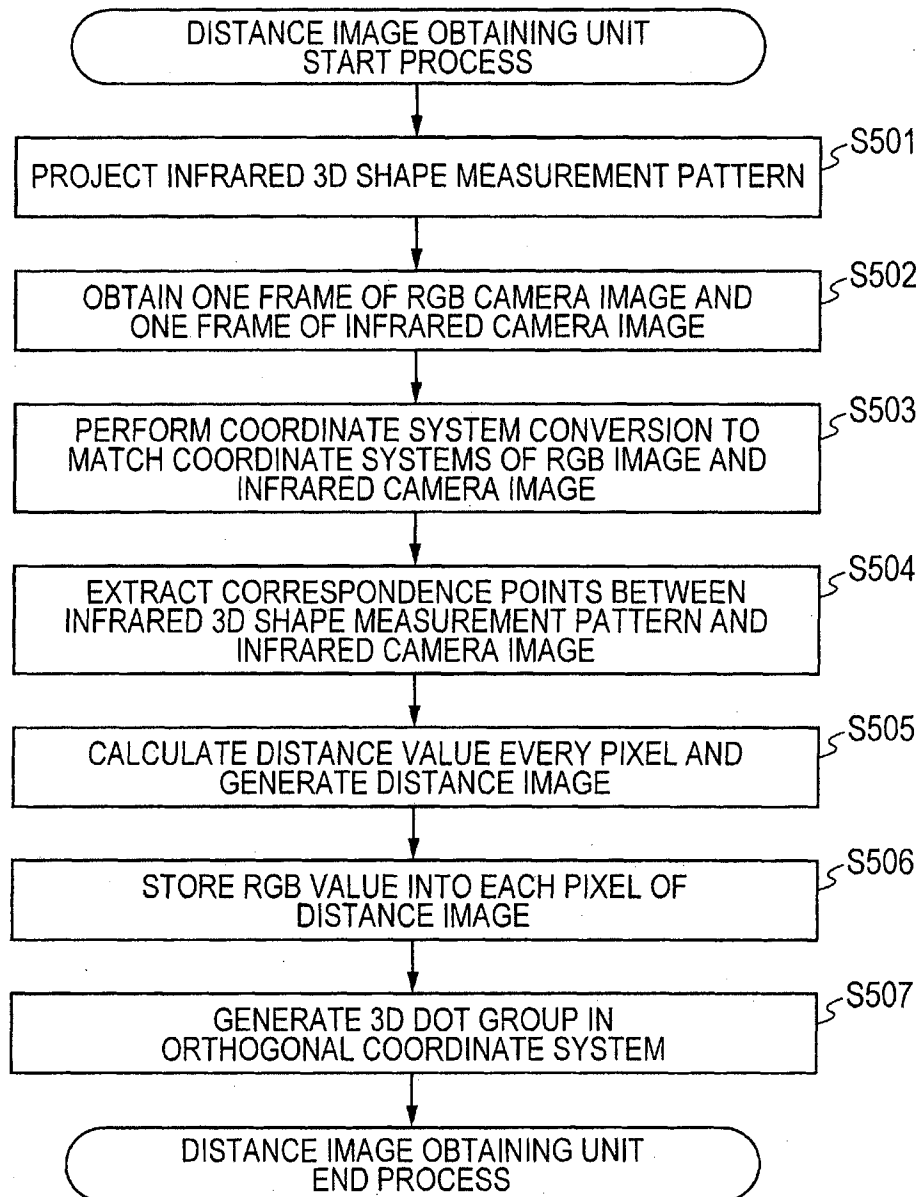 DISTANCE IMAGE OBTAINING UNIT
START PROCESS
S501
PROJECT INFRARED 3D SHAPE MEASUREMENT PATTERN
S502
OBTAIN ONE FRAME OF RGB CAMERA IMAGE AND
ONE FRAME OF INFRARED CAMERA IMAGE
S503
PERFORM COORDINATE SYSTEM CONVERSION TO
MATCH COORDINATE SYSTEMS OF RGB IMAGE AND
INFRARED CAMERA IMAGE
S504
EXTRACT CORRESPONDENCE POINTS BETWEEN
INFRARED 3D SHAPE MEASUREMENT PATTERN AND
INFRARED CAMERA IMAGE
S505
CALCULATE DISTANCE VALUE EVERY PIXEL AND
GENERATE DISTANCE IMAGE
S506
STORE RGB VALUE INTO EACH PIXEL OF
DISTANCE IMAGE
S507
GENERATE 3D DOT GROUP IN
ORTHOGONAL COORDINATE SYSTEM
DISTANCE IMAGE OBTAINING UNIT
END PROCESS